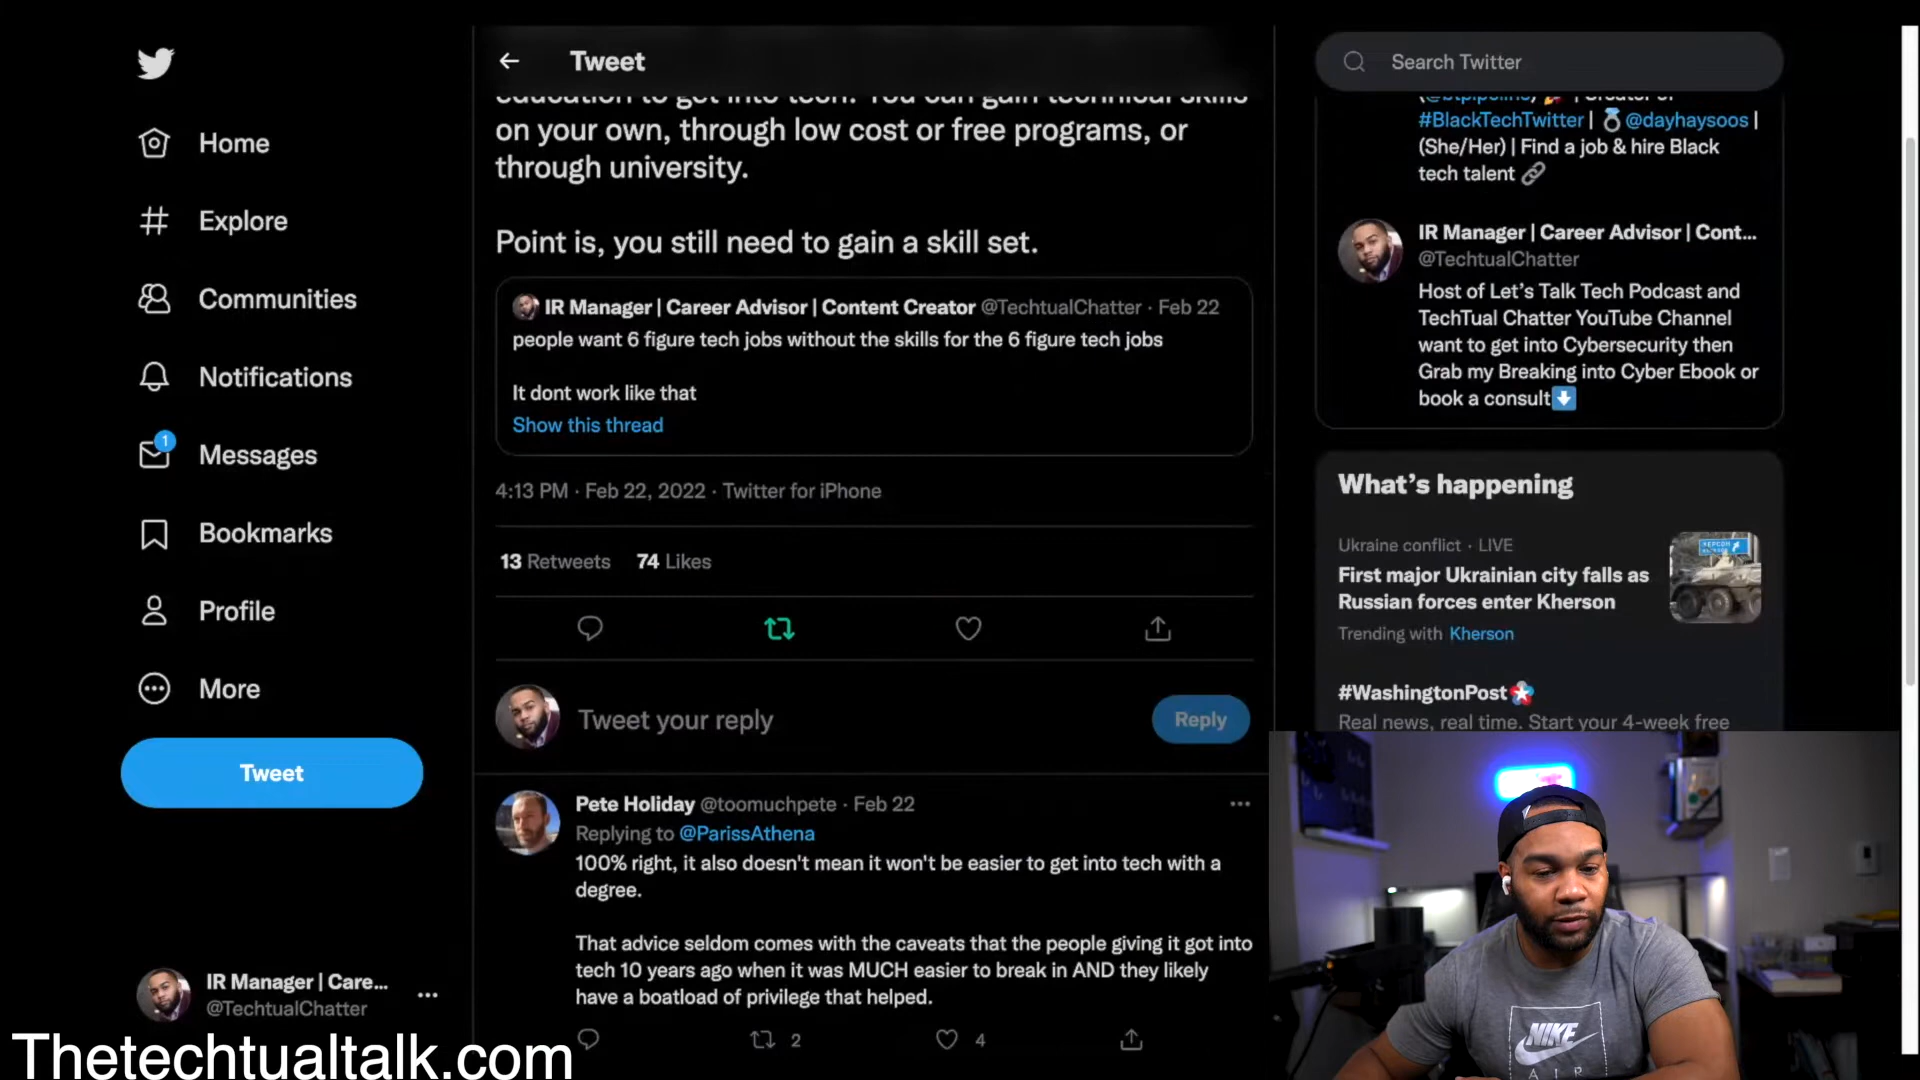 Home
Explore
Communities
Notifications
1
Messages
Bookmarks
Profile
More
Tweet
IR Manager | Care...
@TechtualChatter
Thetechtualtalk.com
Tweet
education to get into tech. You can gain technical skills
on your own, through low cost or free programs, or
through university.
Point is, you still need to gain a skill set.
IR Manager | Career Advisor | Content Creator @TechtualChatter · Feb 22
people want 6 figure tech jobs without the skills for the 6 figure tech jobs
It dont work like that
Show this thread
4:13 PM · Feb 22, 2022 · Twitter for iPhone
13 Retweets 74 Likes
Tweet your reply
Reply
Pete Holiday @toomuchpete · Feb 22
Replying to @ParissAthena
100% right, it also doesn't mean it won't be easier to get into tech with a
degree.
That advice seldom comes with the caveats that the people giving it got into
tech 10 years ago when it was MUCH easier to break in AND they likely
have a boatload of privilege that helped.
2
4
Search Twitter
(@btpipeline) | Creator of
#BlackTechTwitter | 💍 @dayhaysoos |
(She/Her) | Find a job & hire Black
tech talent 🔗
IR Manager | Career Advisor | Cont...
@TechtualChatter
Host of Let's Talk Tech Podcast and
TechTual Chatter YouTube Channel
want to get into Cybersecurity then
Grab my Breaking into Cyber Ebook or
book a consult⬇️
What's happening
Ukraine conflict · LIVE
First major Ukrainian city falls as
Russian forces enter Kherson
Trending with Kherson
#WashingtonPost
Real news, real time. Start your 4-week free
NIKE
AIR